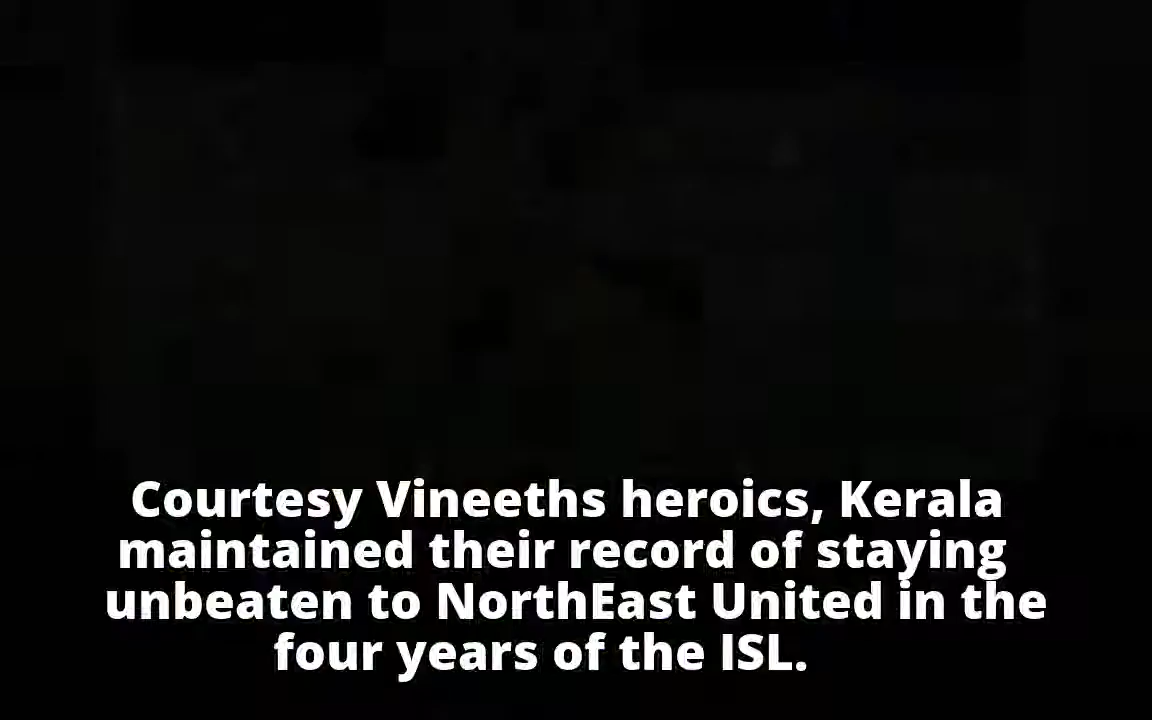 Courtesy Vineeths heroics, Kerala
maintained their record of staying
unbeaten to NorthEast United in the
four years of the ISL.